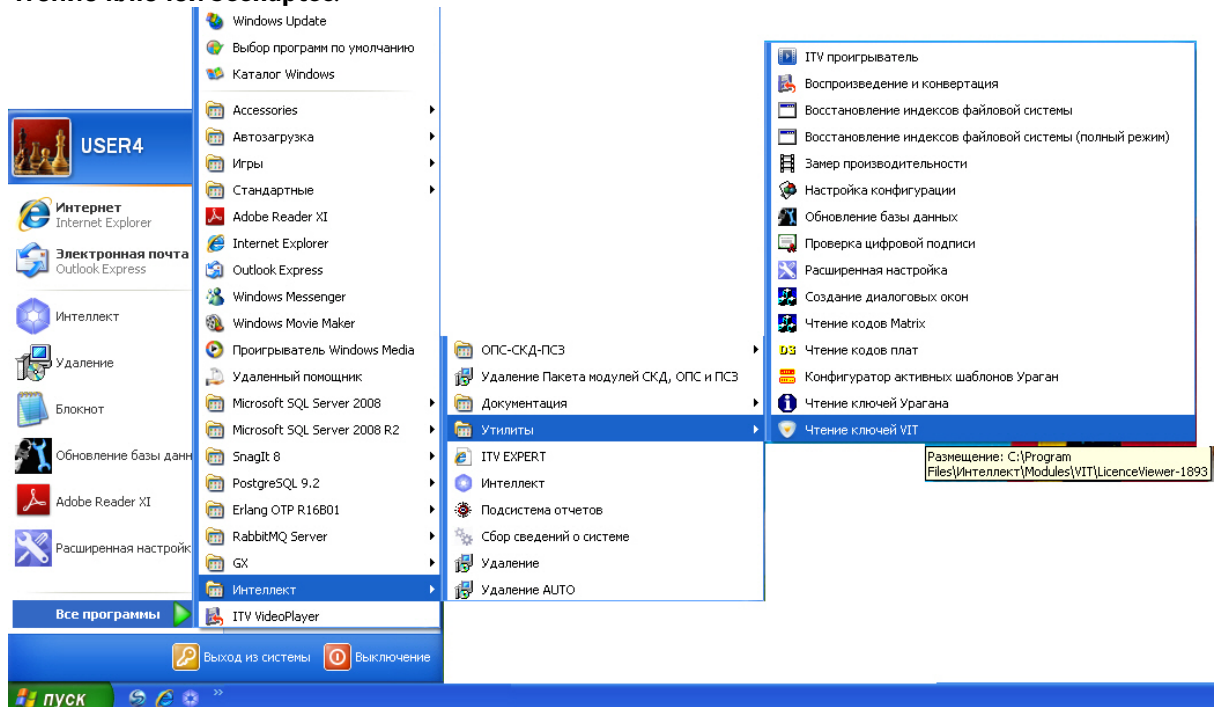 USER4
Интернет
Internet Explorer
Электронная почта
Outlook Express
Интеллект
Удаление
Блокнот
Обновление базы данн
Adobe Reader XI
Расширенная настройк
Все программы
Windows Update
Выбор программ по умолчанию
Каталог Windows
Accessories
Автозагрузка
Игры
Стандартные
Adobe Reader XI
Internet Explorer
Outlook Express
Windows Messenger
Windows Movie Maker
Проигрыватель Windows Media
Удаленный помощник
Microsoft SQL Server 2008
Microsoft SQL Server 2008 R2
SnagIt 8
PostgreSQL 9.2
Erlang OTP R16B01
RabbitMQ Server
GX
Интеллект
ITV VideoPlayer
ОПС-СКД-ПСЗ
Удаление Пакета модулей СКД, ОПС и ПСЗ
Документация
Утилиты
ITV EXPERT
Интеллект
Подсистема отчетов
Сбор сведений о системе
Удаление
Удаление AUTO
ITV проигрыватель
Воспроизведение и конвертация
Восстановление индексов файловой системы
Восстановление индексов файловой системы (полный режим)
Замер производительности
Настройка конфигурации
Обновление базы данных
Проверка цифровой подписи
Расширенная настройка
Создание диалоговых окон
Чтение кодов Matrix
Чтение кодов плат
Конфигуратор активных шаблонов Ураган
Чтение ключей Урагана
Чтение ключей VIT
Размещение: C:\Program
Files\Интеллект\Modules\VIT\LicenceViewer-1893
Выход из системы
Выключение
пуск